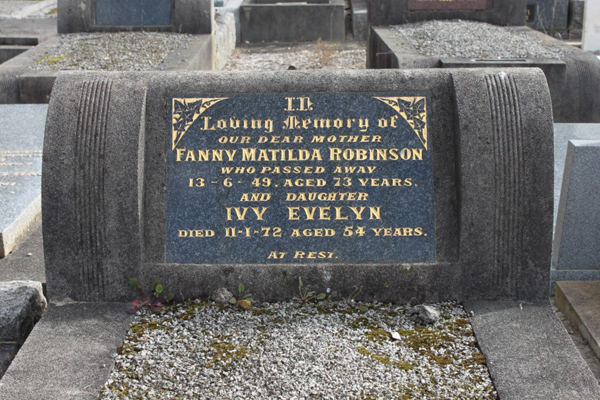 In
Loving Memory of
OUR DEAR MOTHER
FANNY MATILDA ROBINSON
WHO PASSED AWAY
13-6-49. AGED 73 YEARS.
AND DAUGHTER
IVY EVELYN
DIED 11-1-72 AGED 54 YEARS.
AT REST.